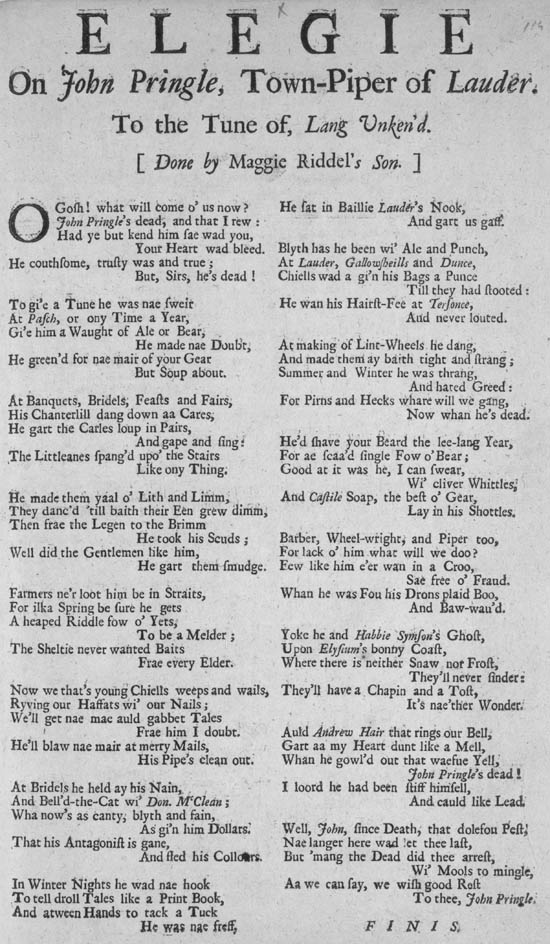 ELEGIE
On John Pringle, Town-Piper of Lauder.
To the Tune of, Lang Unken'd.
[ Done by Maggie Riddel's Son. ]
O Gosh! what will come o' us now?
John Pringle's dead, and that I rew:
Had ye but kend him sae wad you,
Your Heart wad bleed.
He couthsome, trusty was and true;
But, Sirs, he's dead!
To gi'e a Tune he was nae sweir
At Pasch, or ony Time a Year,
Gi'e him a Waught of Ale or Bear,
He made nae Doubt,
He green'd for nae mair of your Gear
But Soup about.
At Banquets, Bridels, Feasts and Fairs,
His Chanterlill dang down aa Cares,
He gart the Carles loup in Pairs,
And gape and sing:
The Littleanes spang'd upo' the Stairs
Like ony Thing.
He made them yaal o' Lith and Limm,
They danc'd 'till baith their Een grew dimm,
Then frae the Legen to the Brimm
He took his Scuds;
Well did the Gentlemen like him,
He gart them smudge.
Farmers ne'r loot him be in Straits,
For ilka Spring be sure he gets
A heaped Riddle fow o' Yets,
To be a Melder;
The Sheltie never wanted Baits
Frae every Elder.
Now we that's young Chiells weeps and wails,
Ryving our Haffats wi' our Nails;
We'll get nae mac auld gabbet Tales
Frae him I doubt.
He'll blaw nae mair at merry Mails,
His Pipe's clean out.
At Bridels he held ay his Nain,
And Bell'd-the-Cat wi' Don. McClean;
Wha now's as canty, blyth and fain,
As gi'n him Dollars.
That his Antagonist is gane,
And fled his Collours.
In Winter Nights he wad nae hook
To tell droll Tales like a Print Book,
And atween Hands to tack a Tuck
He was nae sress,
He sat in Baillie Lauder's Nook,
And gart us gaff.
Blyth has he been wi' Ale and Punch,
At Lauder, Gallowsheills and Dunce,
Chiells wad a gi'n his Bags a Punce
Till they had stooted:
He wan his Hairst-Fee at Tersonce,
And never louted.
At making of Lint-Wheels he dang,
And made them ay baith tight and strang;
Summer and Winter he was thrang,
And hated Greed:
For Pirns and Hecks whare will we gang,
Now whan he's dead.
He'd shave your Beard the lee-lang Year,
For ae scaa'd single Fow o' Bear;
Good at it was he, I can swear,
Wi' cliver Whittles,
And Castile Soap, the best o' Gear,
Lay in his Shottles.
Barber, Wheel-wright, and Piper too,
For lack o' him what will we doo?
Few like him e'er wan in a Croo,
Sae free o' Fraud.
Whan he was Fou his Drons plaid Boo,
And Baw-wau'd.
Yoke he and Habbie Symson's Ghost,
Upon Elysium's bonny Coast,
Where there is neither Snaw nor Frost,
They'll never sinder:
They'll have a Chapin and a Tost,
It's nae'ther Wonder.
Auld Andrew Hair that rings our Bell,
Gart aa my Heart dunt like a Mell,
Whan he gowl'd out that waefue Yell,
John Pringle's dead!
I loord he had been stiff himsell,
And cauld like Lead.
Well, John, since Death, that dolefou Pest,
Nae langer here wad let thee last,
But 'mang the Dead did thee arrest,
Wi' Mools to mingle,
Aa we can say, we wish good Rest
To thee, John Pringle.
FINIS.